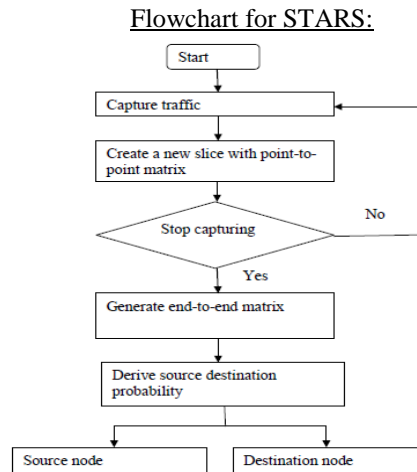 Flowchart for STARS:
Start
Capture traffic
Create a new slice with point-to-
point matrix
Stop capturing
No
Yes
Generate end-to-end matrix
Derive source destination
probability
Source node
Destination node